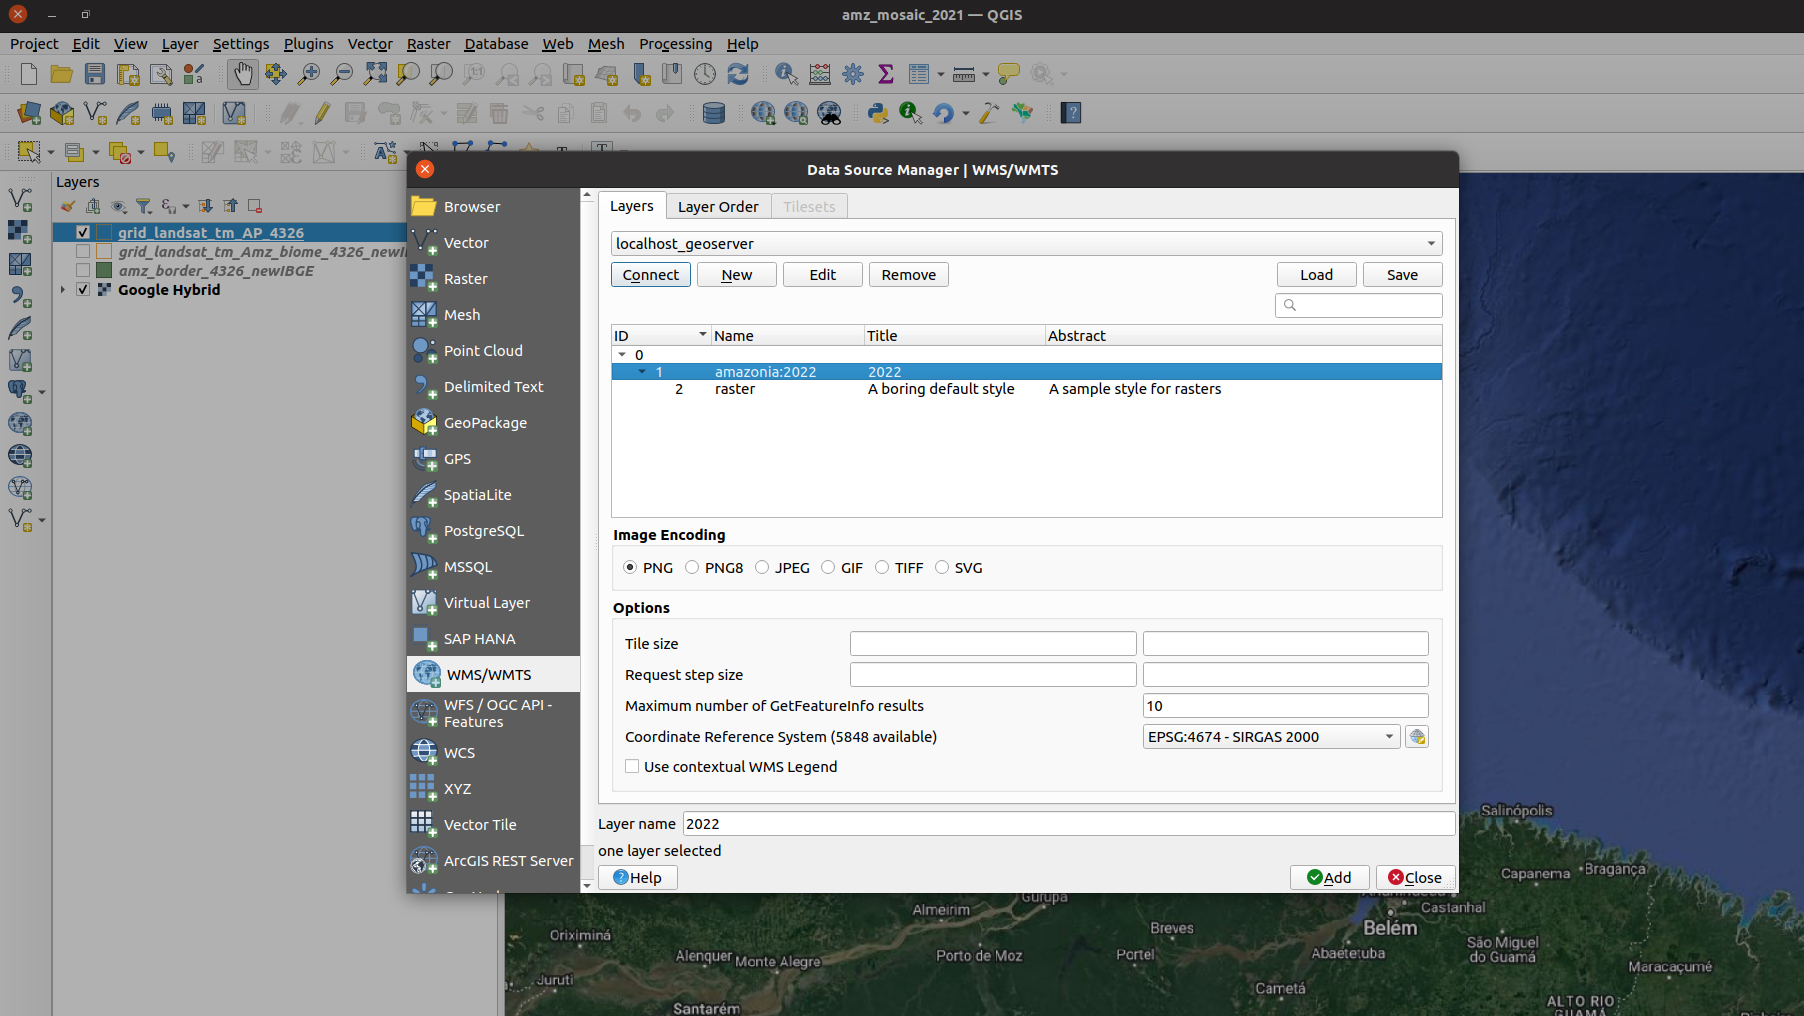 amz_mosaic_2021 — QGIS
Project Edit View Layer Settings Plugins Vector Raster Database Web Mesh Processing Help
Layers
grid_landsat_tm_AP_4326
grid_landsat_tm_Amz_biome_4326_newI
amz_border_4326_newIBGE
Google Hybrid
Data Source Manager | WMS/WMTS
Browser
Vector
Raster
Mesh
Point Cloud
Delimited Text
GeoPackage
GPS
SpatiaLite
PostgreSQL
MSSQL
Virtual Layer
SAP HANA
WMS/WMTS
WFS / OGC API -
Features
WCS
XYZ
Vector Tile
ArcGIS REST Server
Layers Layer Order Tilesets
localhost_geoserver
Connect New Edit Remove Load Save
ID Name Title Abstract
0
1 amazonia:2022 2022
2 raster A boring default style A sample style for rasters
Image Encoding
PNG PNG8 JPEG GIF TIFF SVG
Options
Tile size
Request step size
Maximum number of GetFeatureInfo results 10
Coordinate Reference System (5848 available) EPSG:4674 - SIRGAS 2000
Use contextual WMS Legend
Layer name 2022
one layer selected
Help Add Close
Salinópolis
Capanema
Bragança
Castanhal
Belém
Gurupá
Almeirim
Breves
Oriximiná
São Miguel
do Guamá
Alenquer
Monte Alegre
Porto de Moz
Portel
Abaetetuba
Maracaçumé
Juruti
Cametá
Santarém
ALTO RIO
GUAMÁ